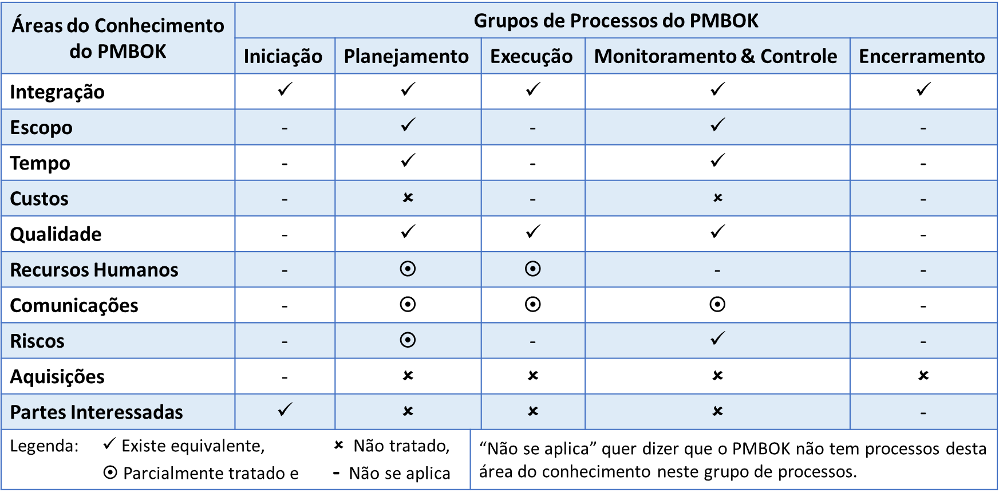 Áreas do Conhecimento
do PMBOK
Grupos de Processos do PMBOK
Iniciação Planejamento Execução Monitoramento & Controle Encerramento
Integração ✓ ✓ ✓ ✓ ✓
Escopo - ✓ - ✓ -
Tempo - ✓ - ✓ -
Custos - × - × -
Qualidade - ✓ ✓ ✓ -
Recursos Humanos - ⊙ ⊙ - -
Comunicações - ⊙ ⊙ ⊙ -
Riscos - ⊙ - ✓ -
Aquisições - × × × ×
Partes Interessadas ✓ × × × -
Legenda: ✓ Existe equivalente, × Não tratado,
⊙ Parcialmente tratado e - Não se aplica
“Não se aplica” quer dizer que o PMBOK não tem processos desta
área do conhecimento neste grupo de processos.